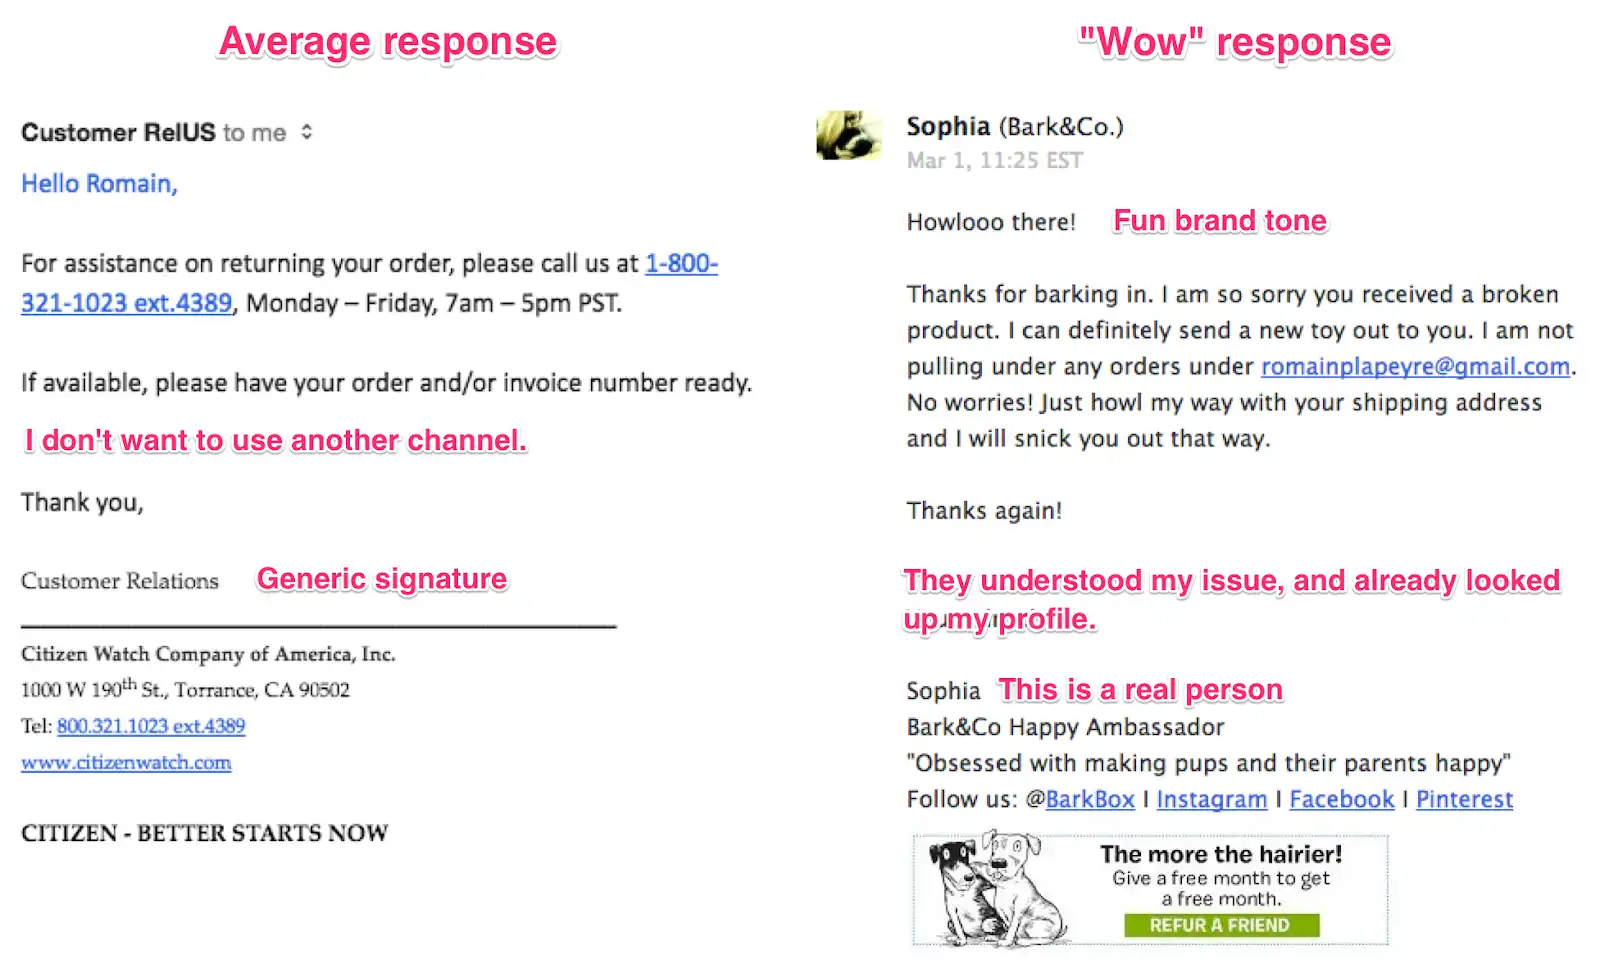 Average response
Customer RelUS to me
Hello Romain,
For assistance on returning your order, please call us at 1-800-
321-1023 ext.4389, Monday – Friday, 7am – 5pm PST.
If available, please have your order and/or invoice number ready.
I don't want to use another channel.
Thank you,
Customer Relations
Generic signature
Citizen Watch Company of America, Inc.
1000 W 190th St., Torrance, CA 90502
Tel: 800.321.1023 ext.4389
www.citizenwatch.com
CITIZEN - BETTER STARTS NOW
"Wow" response
Sophia (Bark&Co.)
Mar 1, 11:25 EST
Howlooo there!
Fun brand tone
Thanks for barking in. I am so sorry you received a broken
product. I can definitely send a new toy out to you. I am not
pulling under any orders under romainplapeyre@gmail.com.
No worries! Just howl my way with your shipping address
and I will snick you out that way.
Thanks again!
They understood my issue, and already looked
up my profile.
Sophia
This is a real person
Bark&Co Happy Ambassador
"Obsessed with making pups and their parents happy"
Follow us: @BarkBox I Instagram I Facebook I Pinterest
The more the hairier!
Give a free month to get
a free month.
REFUR A FRIEND